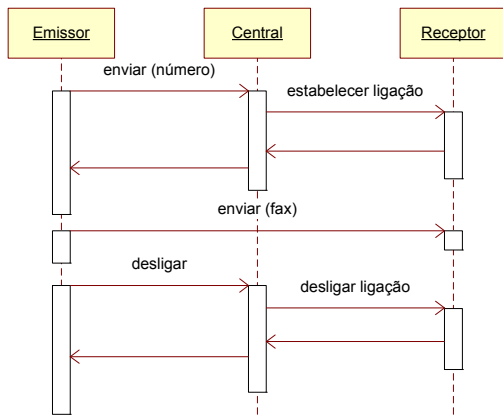 Emissor
Central
Receptor
enviar (número)
estabelecer ligação
enviar (fax)
desligar
desligar ligação